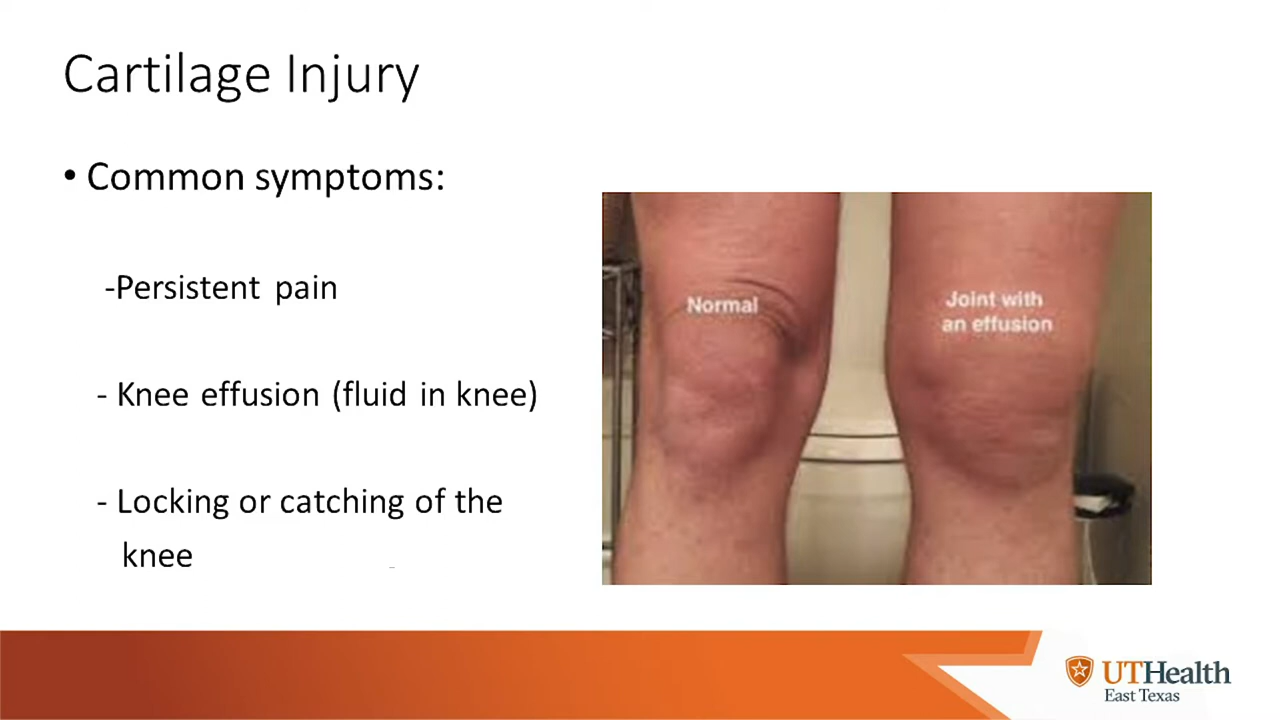 Cartilage Injury
• Common symptoms:
-Persistent pain
- Knee effusion (fluid in knee)
- Locking or catching of the
knee
Normal
Joint with
an effusion
UTHealth
East Texas